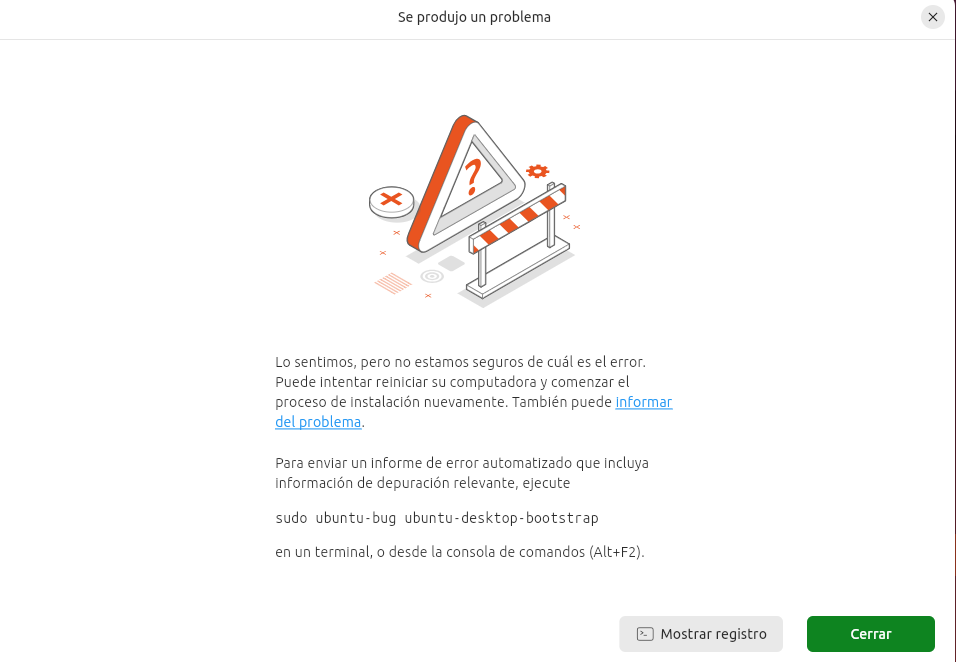 Se produjo un problema
?
Lo sentimos, pero no estamos seguros de cuál es el error.
Puede intentar reiniciar su computadora y comenzar el
proceso de instalación nuevamente. También puede informar
del problema.
Para enviar un informe de error automatizado que incluya
información de depuración relevante, ejecute
sudo ubuntu-bug ubuntu-desktop-bootstrap
en un terminal, o desde la consola de comandos (Alt+F2).
Mostrar registro
Cerrar